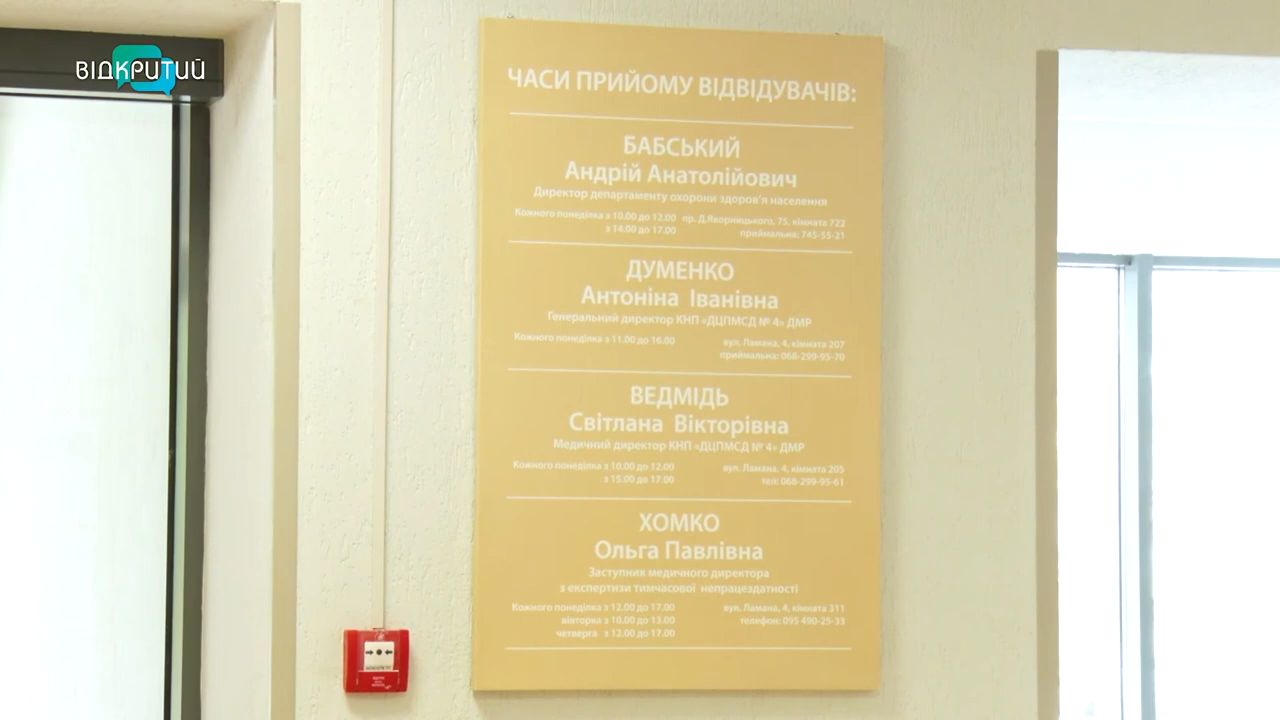 ВІДКРИТИЙ
ЧАСИ ПРИЙОМУ ВІДВІДУВАЧІВ:
БАБСЬКИЙ
Андрій Анатолійович
Директор департаменту охорони здоров'я населення
Кожного понеділка з 10.00 до 12.00 пр. Д.Яворницького, 75, кімната 722
з 14.00 до 17.00 приймальна: 745-55-21
ДУМЕНКО
Антоніна Іванівна
Генеральний директор КНП «ДЦПМСД № 4» ДМР
Кожного понеділка з 11.00 до 16.00 вул. Ламана, 4, кімната 207
приймальна: 068-299-95-70
ВЕДМІДЬ
Світлана Вікторівна
Медичний директор КНП «ДЦПМСД № 4» ДМР
Кожного понеділка з 10.00 до 12.00 вул. Ламана, 4, кімната 205
з 15.00 до 17.00 тел: 068-299-95-61
ХОМКО
Ольга Павлівна
Заступник медичного директора
з експертизи тимчасової непрацездатності
Кожного понеділка з 12.00 до 17.00 вул. Ламана, 4, кімната 311
вівторка з 10.00 до 13.00 телефон: 095 490-25-33
четверга з 12.00 до 17.00